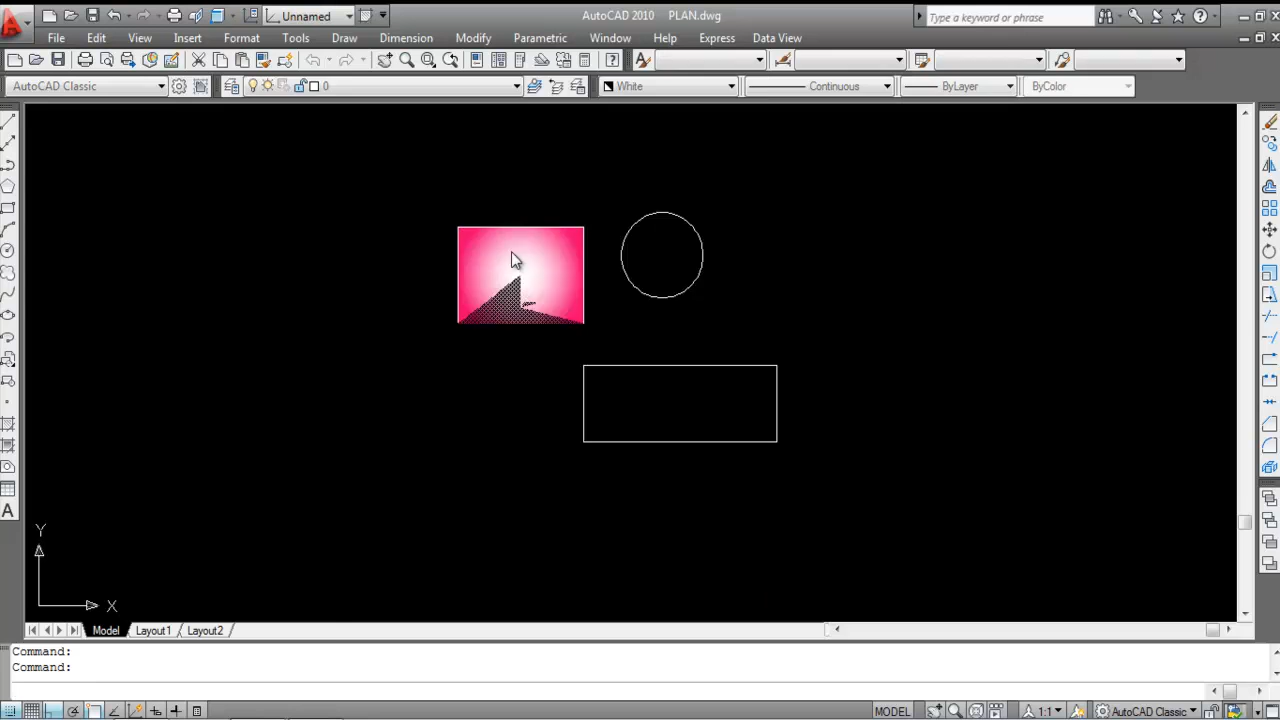 Unnamed AutoCAD 2010 PLAN.dwg Type a keyword or phrase
File Edit View Insert Format Tools Draw Dimension Modify Parametric Window Help Express Data View
AutoCAD Classic 0 White Continuous ByLayer ByColor
Y
X
Model Layout1 Layout2
Command:
Command:
MODEL 1:1 AutoCAD Classic